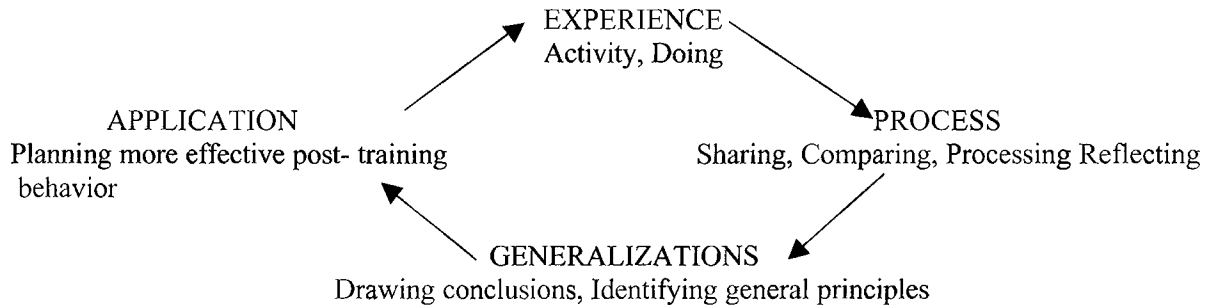 EXPERIENCE
Activity, Doing
APPLICATION
Planning more effective post- training
behavior
PROCESS
Sharing, Comparing, Processing Reflecting
GENERALIZATIONS
Drawing conclusions, Identifying general principles